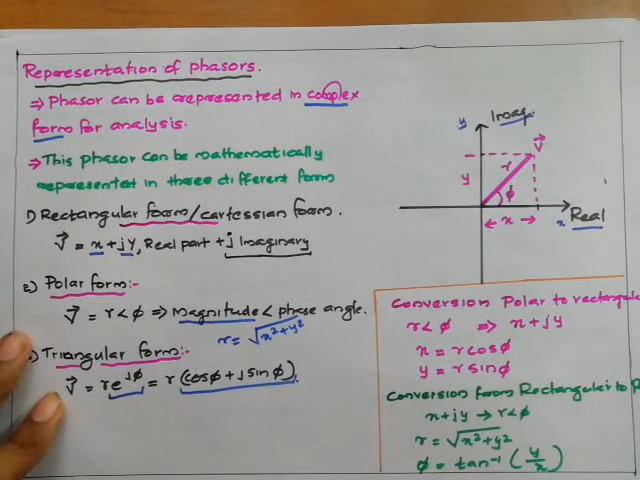 Representation of phasors.
⇒ Phasor can be represented in complex
form for analysis.
⇒ This phasor can be mathematically
represented in three different form
1) Rectangular form/cartessian form.
V⃗ = x + jy, Real part + j Imaginary
2) Polar form:-
V⃗ = r < ϕ ⇒ magnitude < phase angle.
r = √x²+y²
) Triangular form:-
V⃗ = re^jϕ = r (cosϕ + j sinϕ).
y Imag.
V⃗
r
y
ϕ
x
x Real
Conversion Polar to rectangula
r < ϕ ⇒ x + jy
x = r cosϕ
y = r sinϕ
Conversion from Rectangular to P
x + jy → r < ϕ
r = √x²+y²
ϕ = tan⁻¹ (y/x)